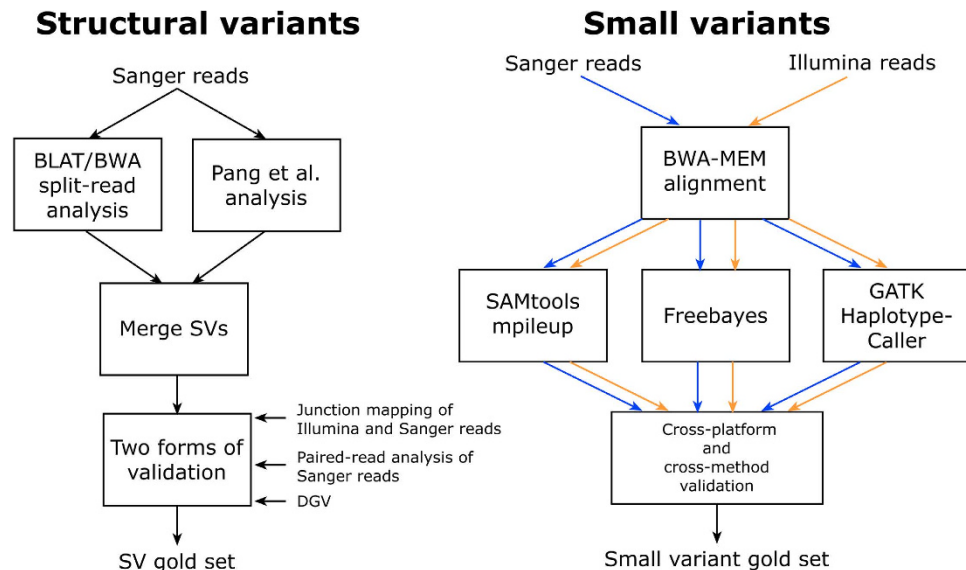 Structural variants
Sanger reads
BLAT/BWA
split-read
analysis
Pang et al.
analysis
Merge SVs
Two forms of
validation
Junction mapping of
Illumina and Sanger reads
Paired-read analysis of
Sanger reads
DGV
SV gold set
Small variants
Sanger reads
Illumina reads
BWA-MEM
alignment
SAMtools
mpileup
Freebayes
GATK
Haplotype-
Caller
Cross-platform
and
cross-method
validation
Small variant gold set